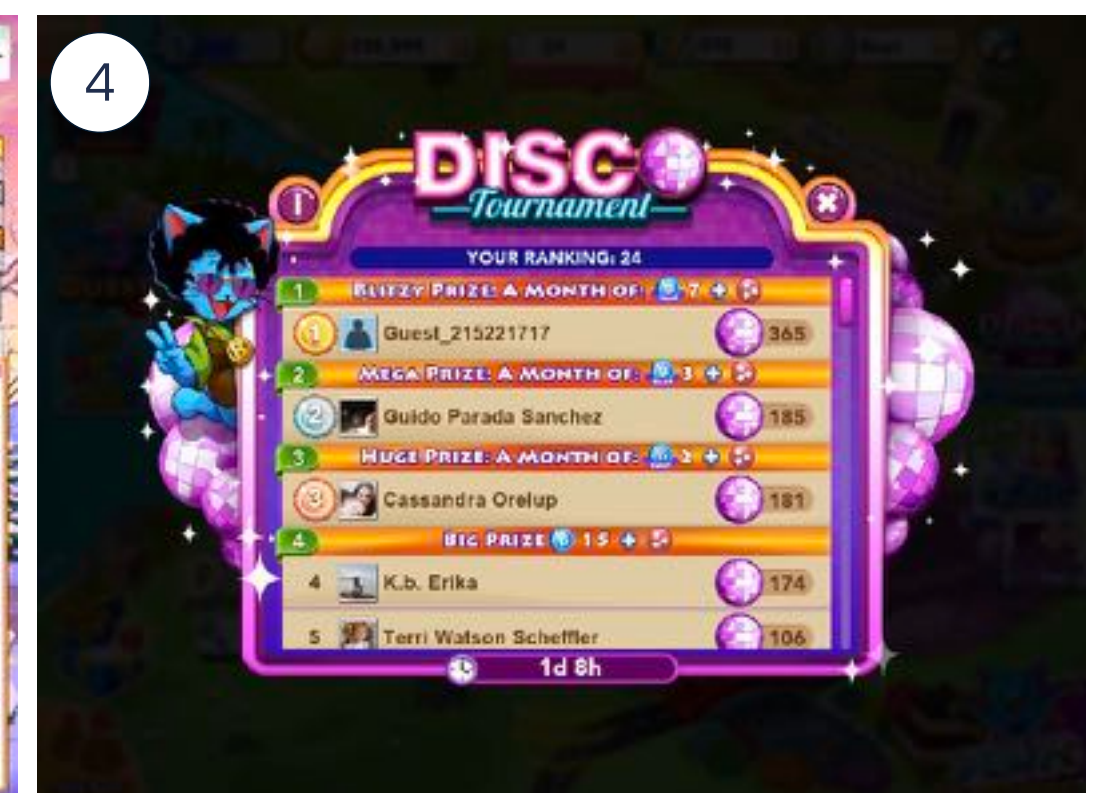 4
DISCO
Tournament
YOUR RANKING: 24
1 BLITZY PRIZE: A MONTH OF: 7 +
1 Guest_215221717 365
2 MEGA PRIZE: A MONTH OF: 3 +
2 Guido Parada Sanchez 185
3 HUGE PRIZE: A MONTH OF: 2 +
3 Cassandra Orelup 181
4 BIG PRIZE 15 +
4 K.b. Erika 174
5 Terri Watson Scheffler 106
1d 8h